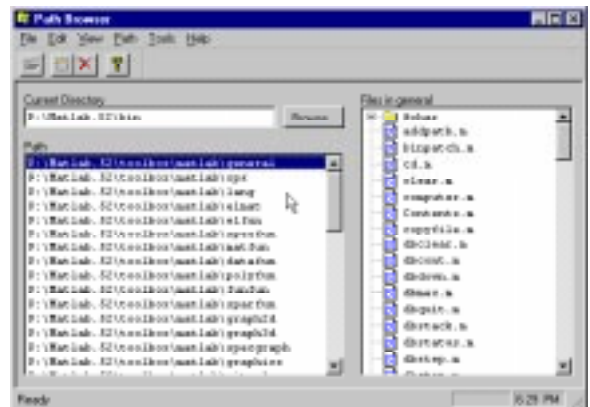 Path Browser
File Edit View Path Tools Help
Current Directory
D:\Matlab.52\bin
Browse...
Path
D:\Matlab.52\toolbox\matlab\general
D:\Matlab.52\toolbox\matlab\ops
D:\Matlab.52\toolbox\matlab\lang
D:\Matlab.52\toolbox\matlab\elmat
D:\Matlab.52\toolbox\matlab\elfun
D:\Matlab.52\toolbox\matlab\specfun
D:\Matlab.52\toolbox\matlab\matfun
D:\Matlab.52\toolbox\matlab\datafun
D:\Matlab.52\toolbox\matlab\polyfun
D:\Matlab.52\toolbox\matlab\funfun
D:\Matlab.52\toolbox\matlab\sparfun
D:\Matlab.52\toolbox\matlab\graph2d
D:\Matlab.52\toolbox\matlab\graph3d
D:\Matlab.52\toolbox\matlab\specgraph
D:\Matlab.52\toolbox\matlab\graphics
Files in general
addpath.m
binpatch.m
cd.m
clear.m
computer.m
Contents.m
copyfile.m
dbclear.m
dbcont.m
dbdown.m
dbmex.m
dbquit.m
dbstack.m
dbstatus.m
dbstep.m
Ready
6:29 PM